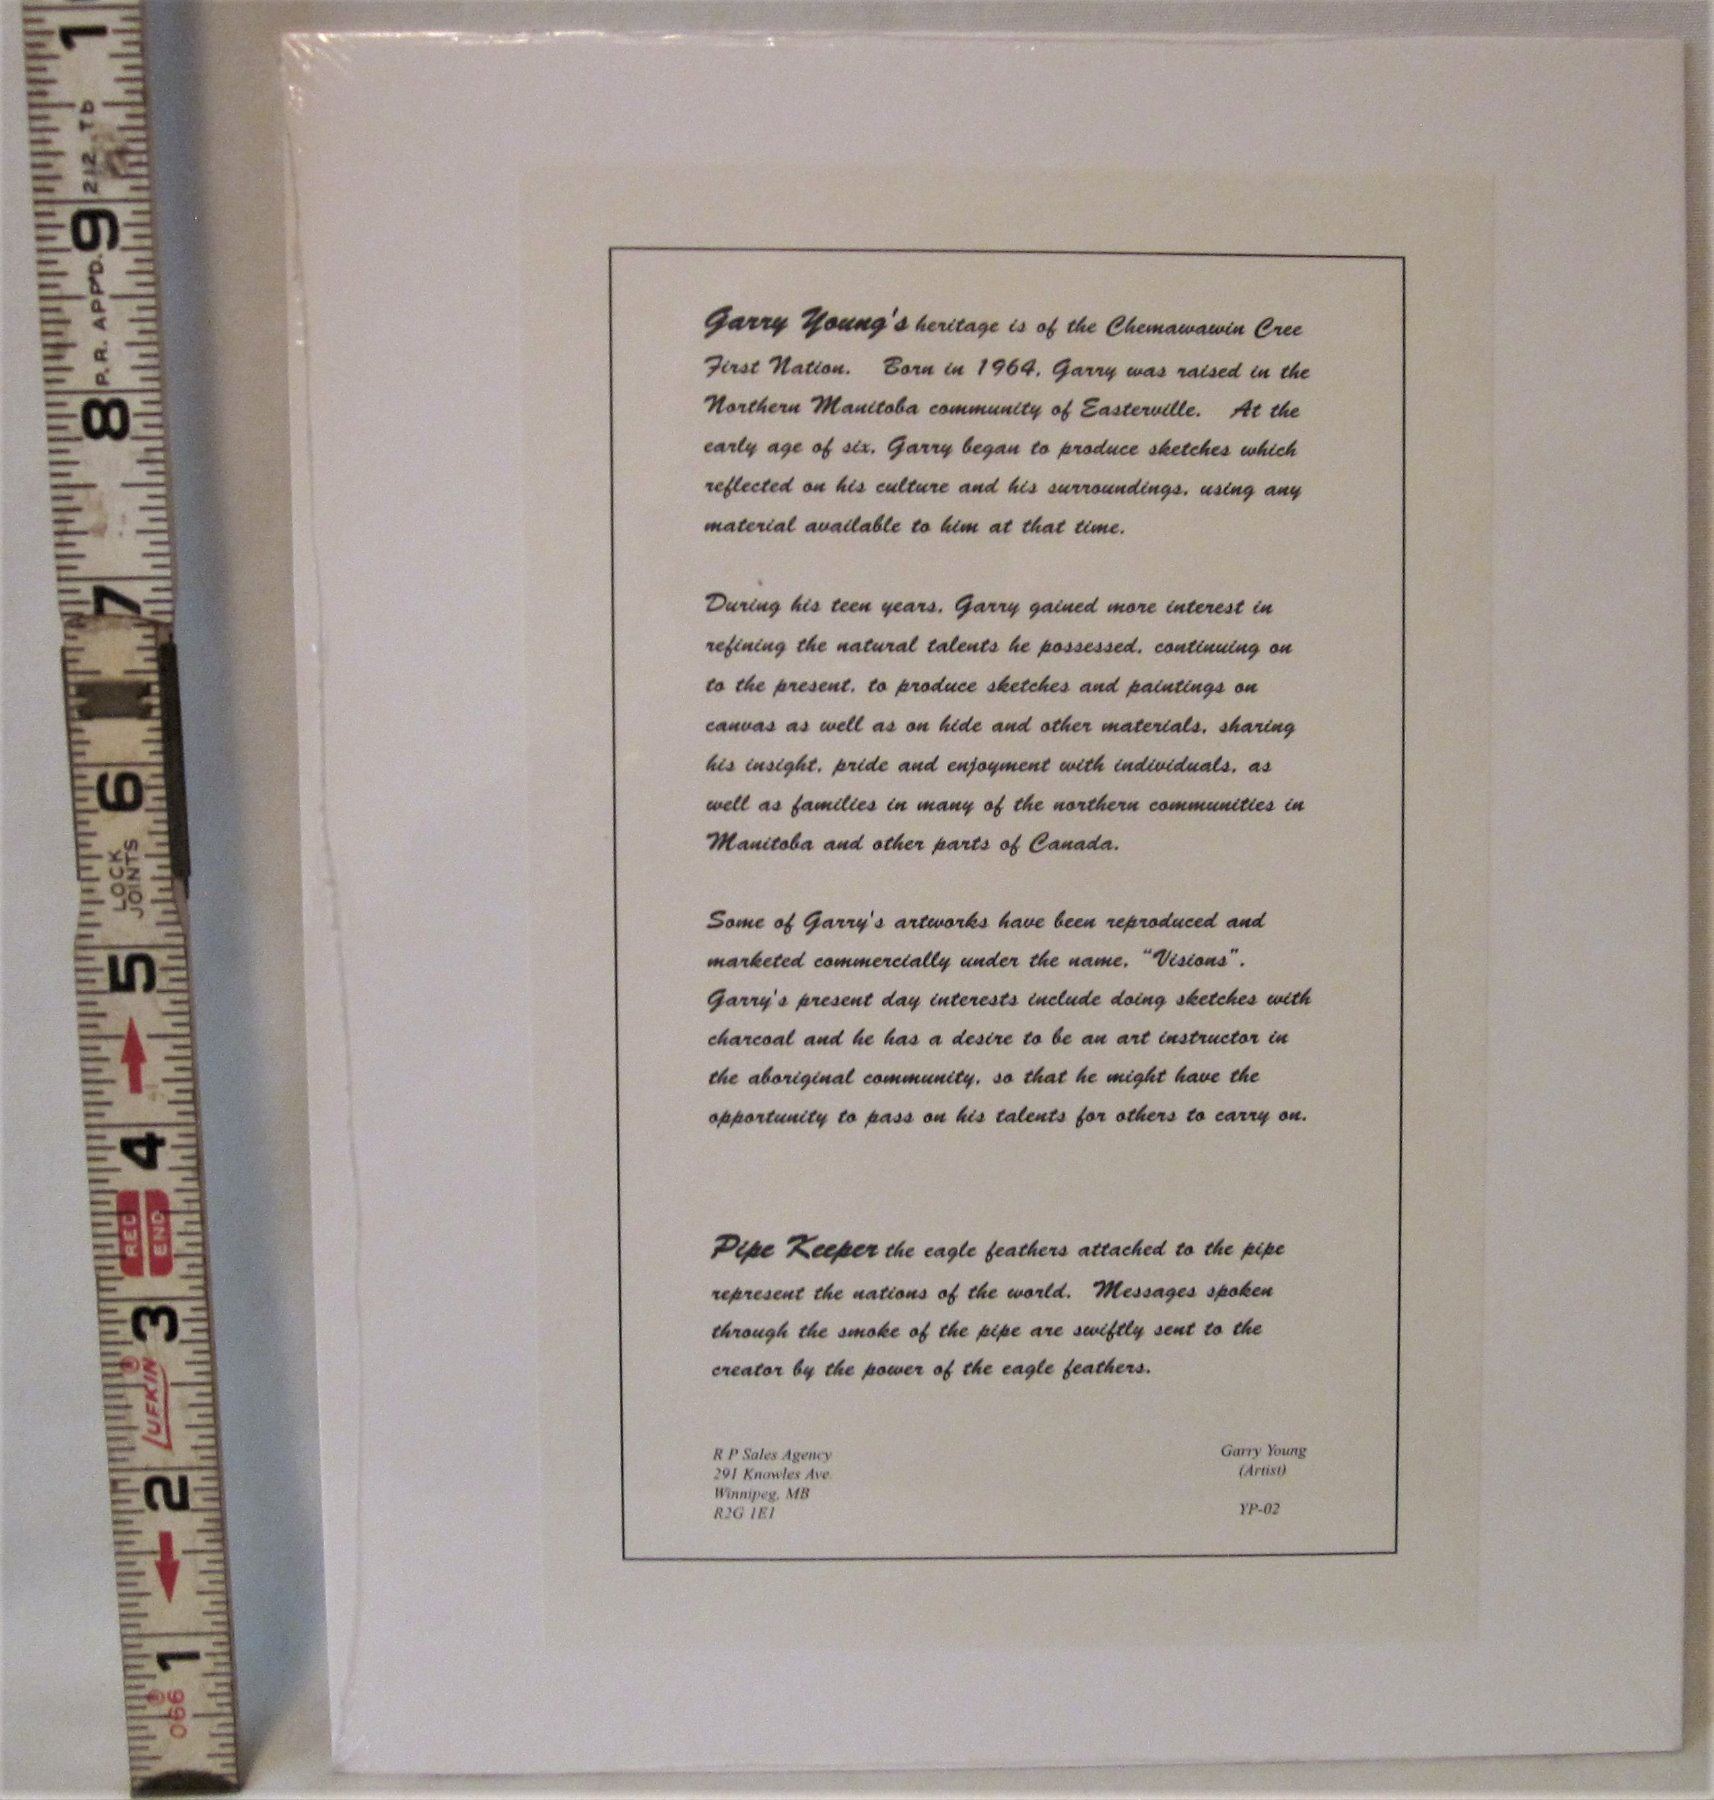 Garry Young's heritage is of the Chemawawin Cree
First Nation. Born in 1964, Garry was raised in the
Northern Manitoba community of Easterville. At the
early age of six, Garry began to produce sketches which
reflected on his culture and his surroundings, using any
material available to him at that time.
During his teen years, Garry gained more interest in
refining the natural talents he possessed, continuing on
to the present, to produce sketches and paintings on
canvas as well as on hide and other materials, sharing
his insight, pride and enjoyment with individuals, as
well as families in many of the northern communities in
Manitoba and other parts of Canada.
Some of Garry's artworks have been reproduced and
marketed commercially under the name, "Visions".
Garry's present day interests include doing sketches with
charcoal and he has a desire to be an art instructor in
the aboriginal community, so that he might have the
opportunity to pass on his talents for others to carry on.
Pipe Keeper the eagle feathers attached to the pipe
represent the nations of the world. Messages spoken
through the smoke of the pipe are swiftly sent to the
creator by the power of the eagle feathers.
R P Sales Agency
291 Knowles Ave.
Winnipeg, MB
R2G 1E1
Garry Young
(Artist)
YP-02
1
212 Tb
9
P.R. APP'D.
8
7
6
LOCK
JOINTS
5
4
RED
END
3
LUFKIN®
2
1
066